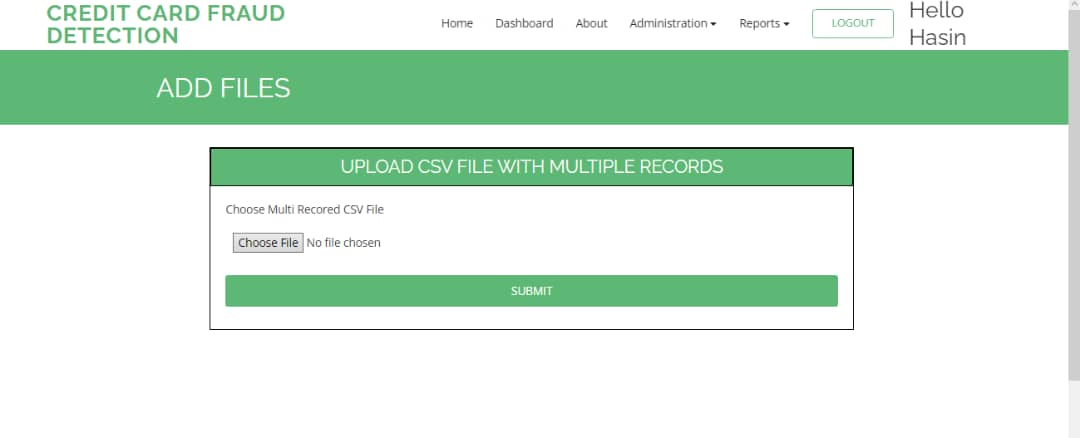 CREDIT CARD FRAUD
DETECTION
Home Dashboard About Administration Reports LOGOUT
Hello
Hasin
ADD FILES
UPLOAD CSV FILE WITH MULTIPLE RECORDS
Choose Multi Recored CSV File
Choose File No file chosen
SUBMIT